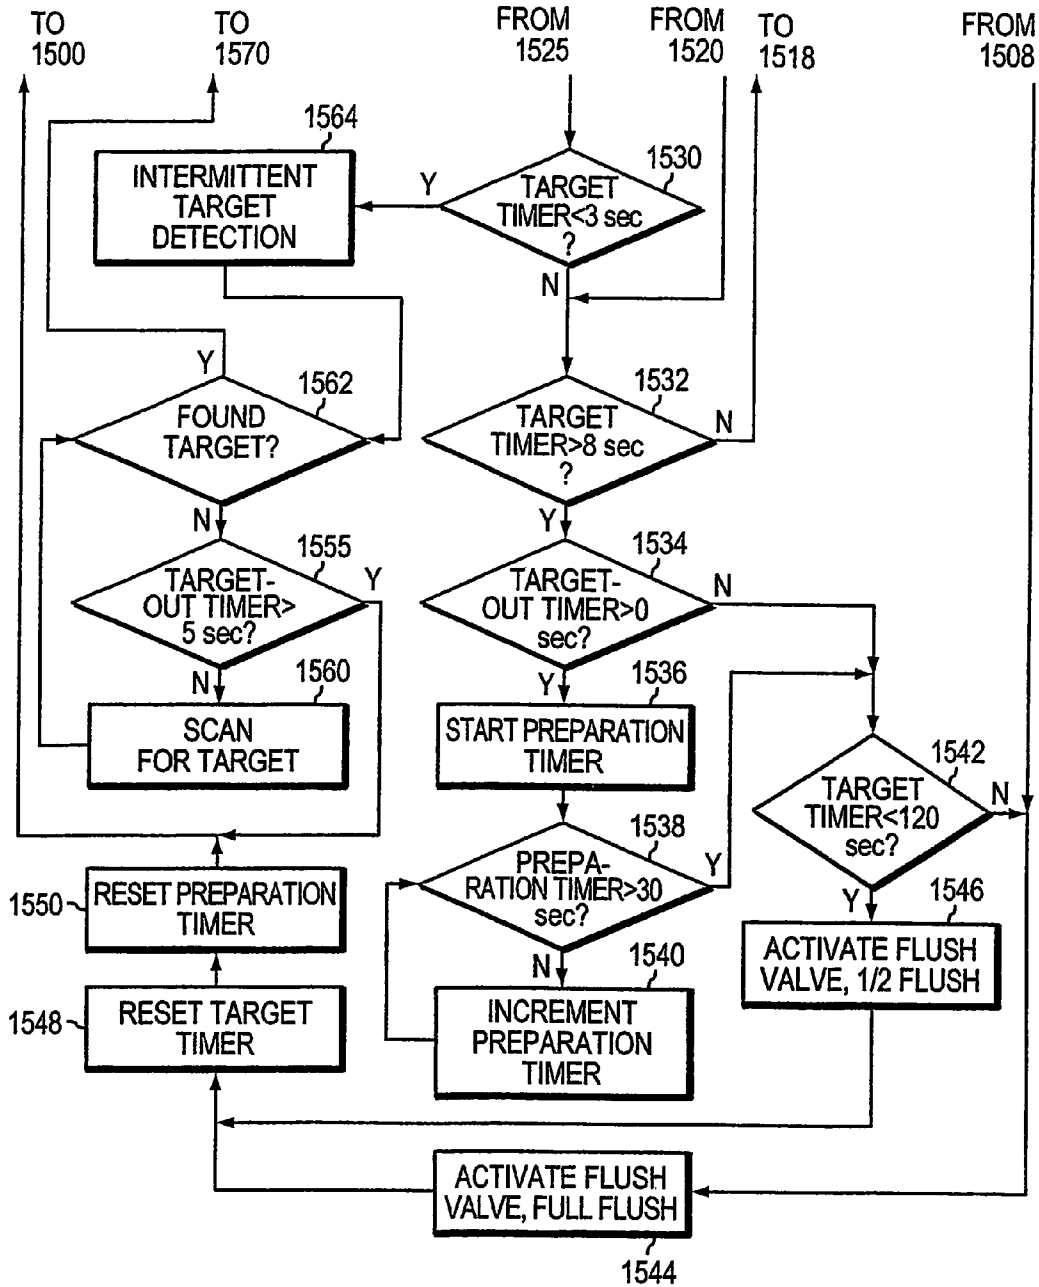 TO
1500
TO
1570
FROM
1525
FROM
1520
TO
1518
FROM
1508
1564
INTERMITTENT
TARGET
DETECTION
Y
1530
TARGET
TIMER<3 sec
?
N
Y
1562
FOUND
TARGET?
N
1532
TARGET
TIMER>8 sec
?
N
Y
1555
TARGET-
OUT TIMER>
5 sec?
Y
N
1534
TARGET-
OUT TIMER>0
sec?
N
Y
1560
SCAN
FOR TARGET
1536
START PREPARATION
TIMER
1542
TARGET
TIMER<120
sec?
N
Y
1538
PREPA-
RATION TIMER>30
sec?
Y
N
1550
RESET PREPARATION
TIMER
1546
ACTIVATE FLUSH
VALVE, 1/2 FLUSH
1548
RESET TARGET
TIMER
1540
INCREMENT
PREPARATION
TIMER
ACTIVATE FLUSH
VALVE, FULL FLUSH
1544